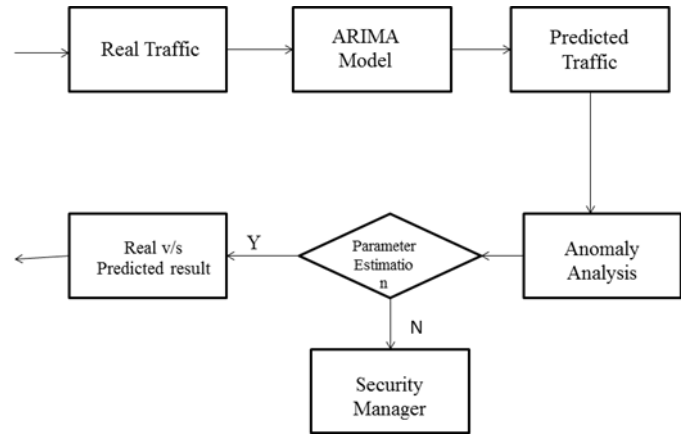 Real Traffic
ARIMA
Model
Predicted
Traffic
Real v/s
Predicted result
Y
Parameter
Estimatio
n
Anomaly
Analysis
N
Security
Manager